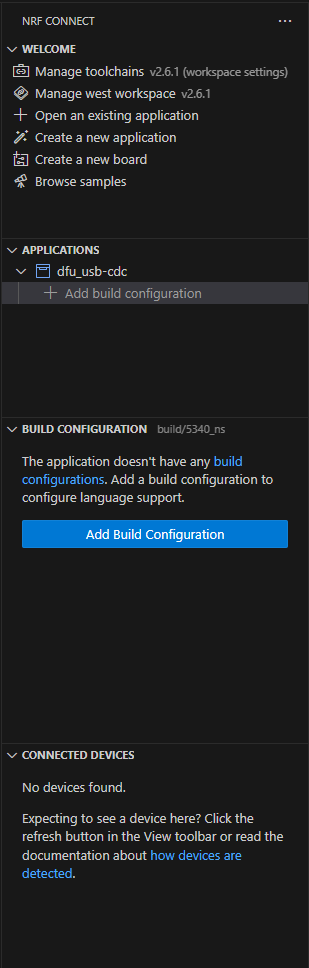 NRF CONNECT
WELCOME
Manage toolchains v2.6.1 (workspace settings)
Manage west workspace v2.6.1
Open an existing application
Create a new application
Create a new board
Browse samples
APPLICATIONS
dfu_usb-cdc
Add build configuration
BUILD CONFIGURATION build/5340_ns
The application doesn't have any build
configurations. Add a build configuration to
configure language support.
Add Build Configuration
CONNECTED DEVICES
No devices found.
Expecting to see a device here? Click the
refresh button in the View toolbar or read the
documentation about how devices are
detected.